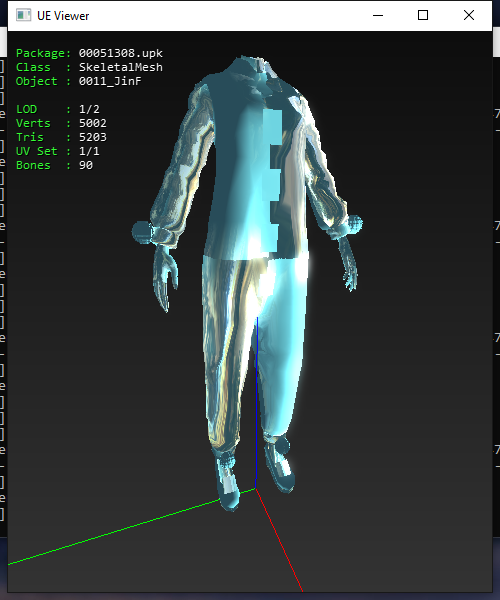 UE Viewer
Package: 00051308.upk
Class : SkeletalMesh
Object : 0011_JinF
LOD : 1/2
Verts : 5002
Tris : 5203
UV Set : 1/1
Bones : 90